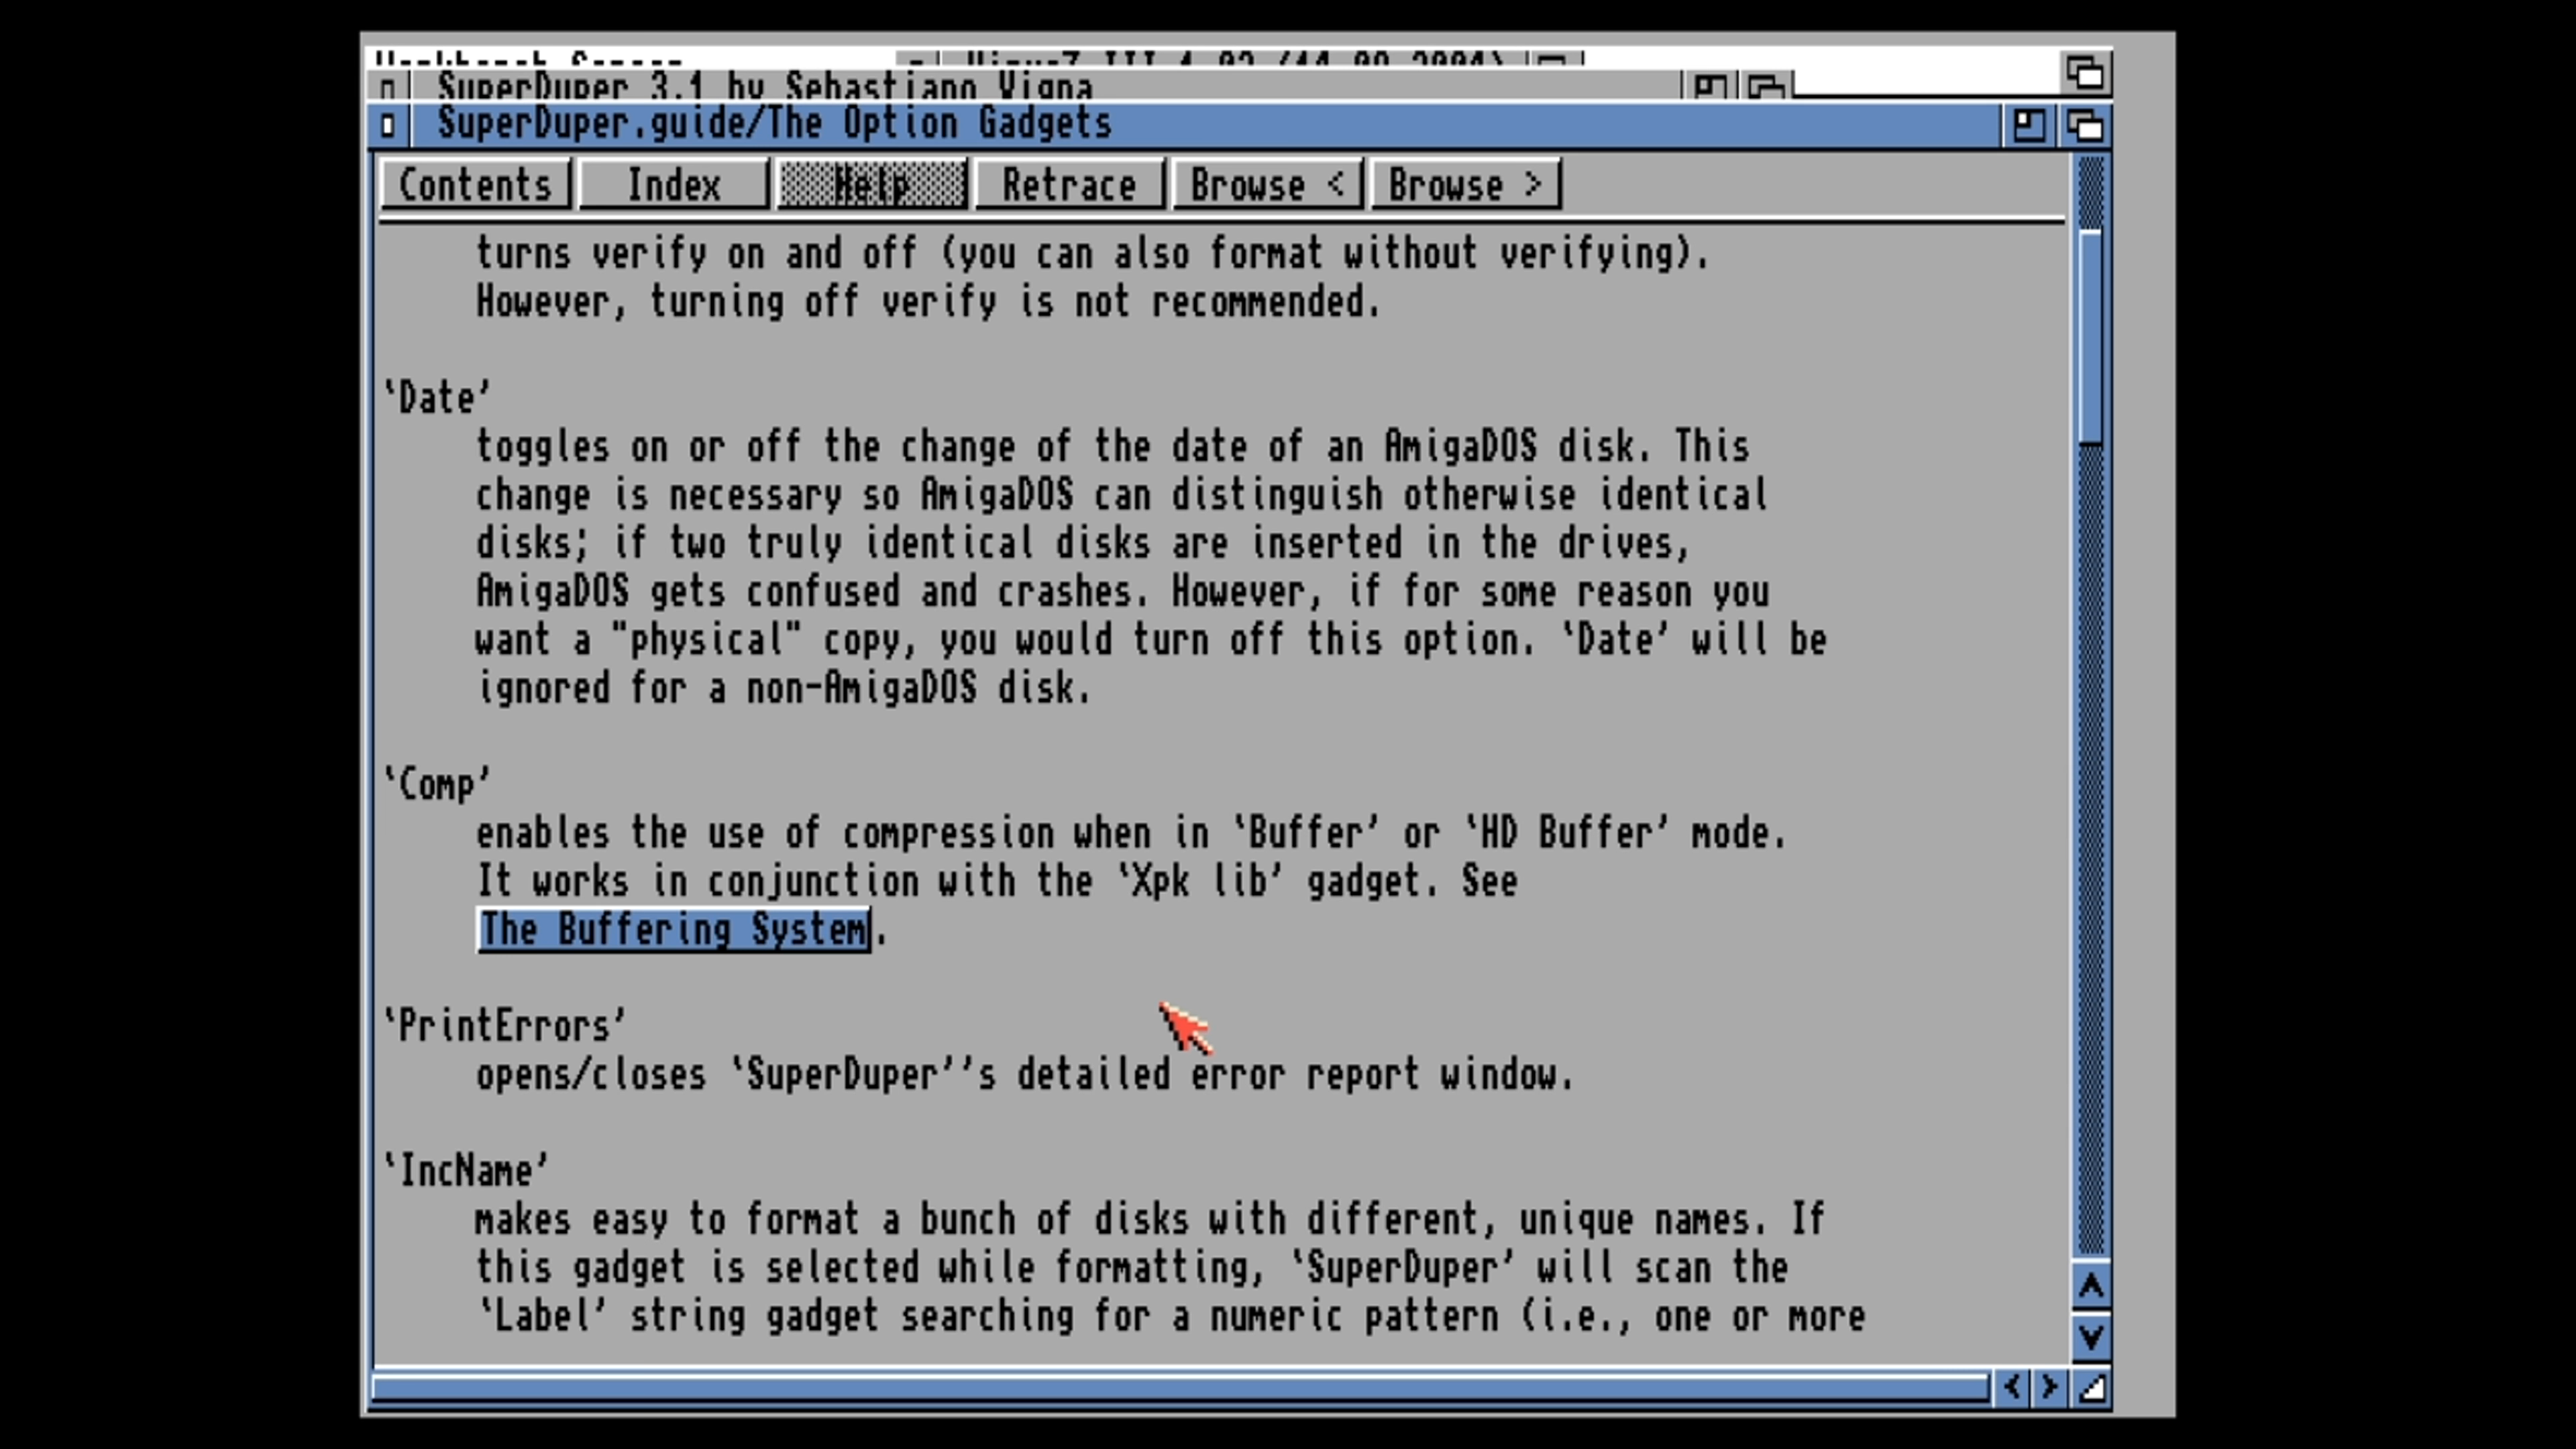 Workbench Screen
SuperDuper 3.1 by Sebastiano Vigna
SuperDuper.guide/The Option Gadgets
Contents Index Help Retrace Browse < Browse >
turns verify on and off (you can also format without verifying).
However, turning off verify is not recommended.
‘Date’
toggles on or off the change of the date of an AmigaDOS disk. This
change is necessary so AmigaDOS can distinguish otherwise identical
disks; if two truly identical disks are inserted in the drives,
AmigaDOS gets confused and crashes. However, if for some reason you
want a "physical" copy, you would turn off this option. ‘Date’ will be
ignored for a non-AmigaDOS disk.
‘Comp’
enables the use of compression when in ‘Buffer’ or ‘HD Buffer’ mode.
It works in conjunction with the ‘Xpk lib’ gadget. See
The Buffering System.
‘PrintErrors’
opens/closes ‘SuperDuper’’s detailed error report window.
‘IncName’
makes easy to format a bunch of disks with different, unique names. If
this gadget is selected while formatting, ‘SuperDuper’ will scan the
‘Label’ string gadget searching for a numeric pattern (i.e., one or more